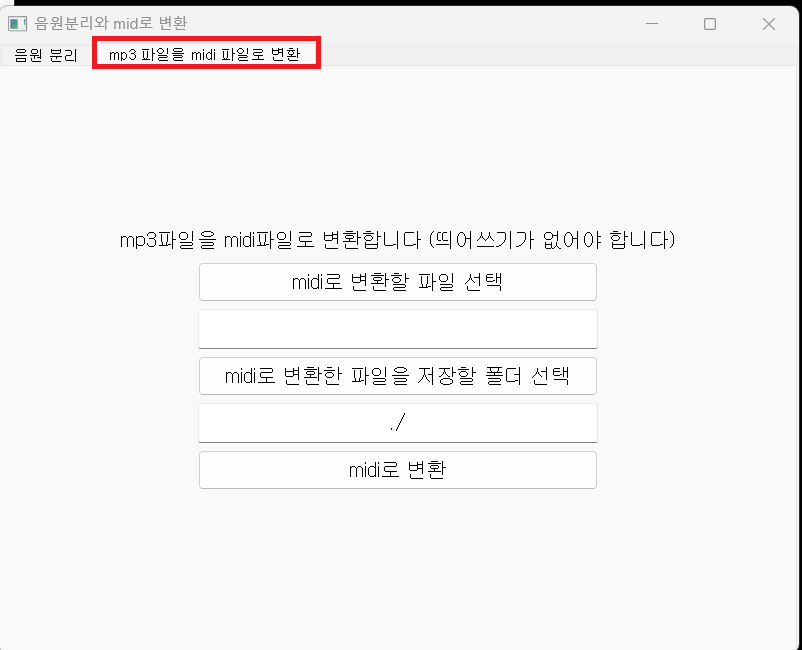 음원분리와 mid로 변환
음원 분리 mp3 파일을 midi 파일로 변환
mp3파일을 midi파일로 변환합니다 (띄어쓰기가 없어야 합니다)
midi로 변환할 파일 선택
midi로 변환한 파일을 저장할 폴더 선택
./
midi로 변환